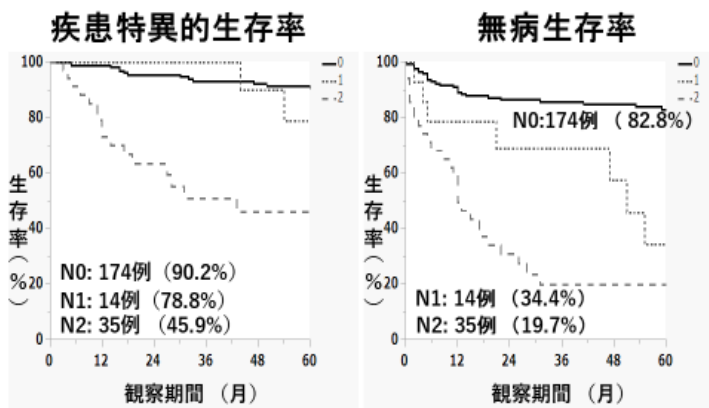 疾患特異的生存率
100
80
60
40
20
0
生存率（%）
0
1
2
N0: 174例（90.2%）
N1: 14例（78.8%）
N2: 35例 （45.9%）
0 12 24 36 48 60
観察期間 （月）
無病生存率
100
80
60
40
20
0
生存率（%）
0
1
2
N0:174例 （ 82.8%）
N1: 14例（34.4%）
N2: 35例 （19.7%）
0 12 24 36 48 60
観察期間 （月）